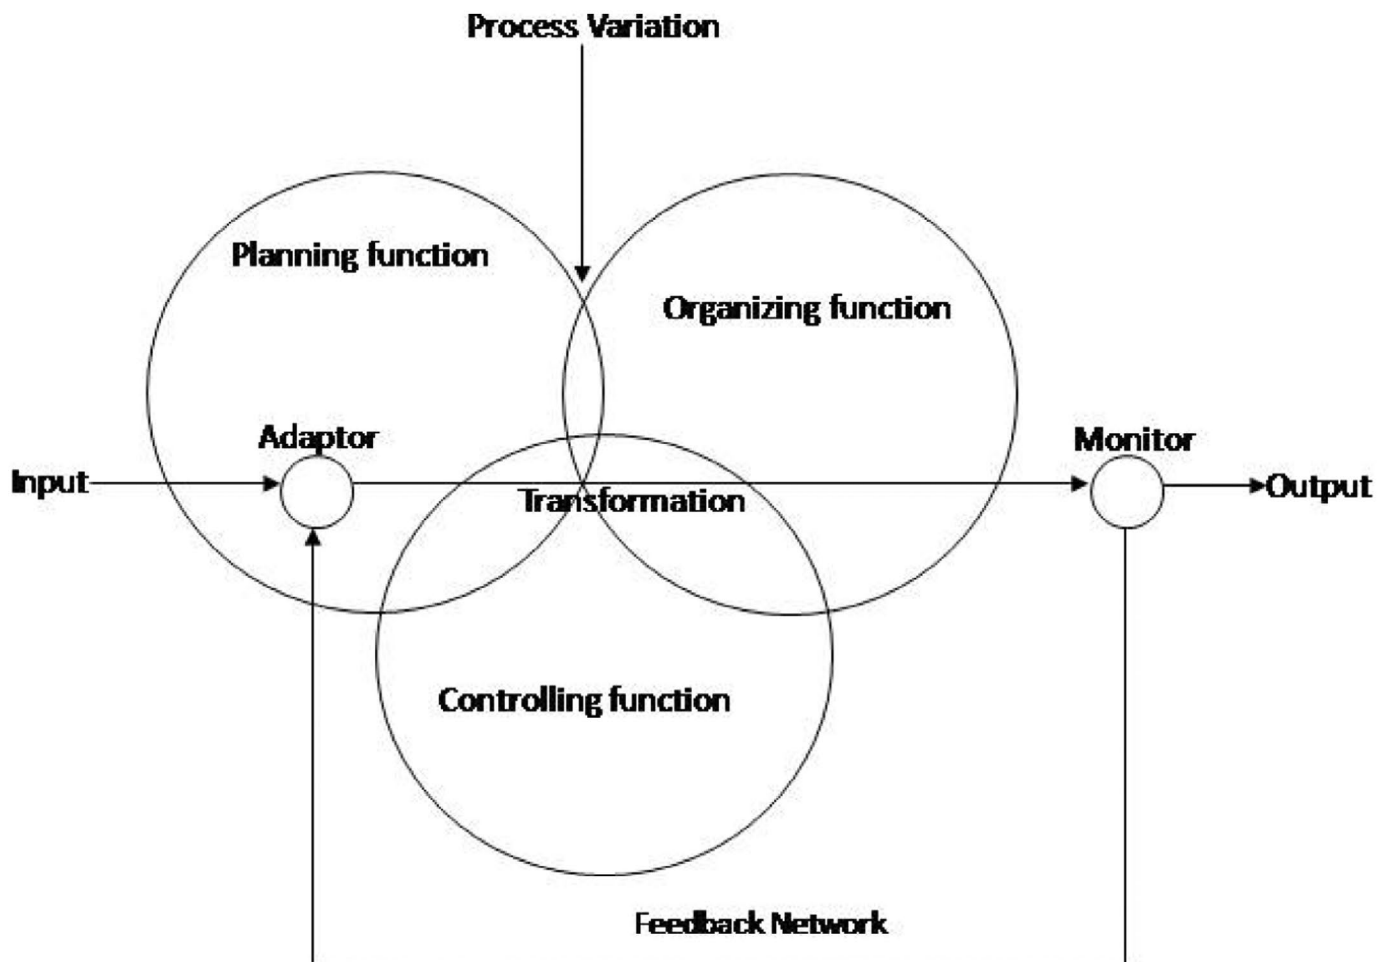 Process Variation
Planning function
Organizing function
Adaptor
Monitor
Input
Transformation
Output
Controlling function
Feedback Network